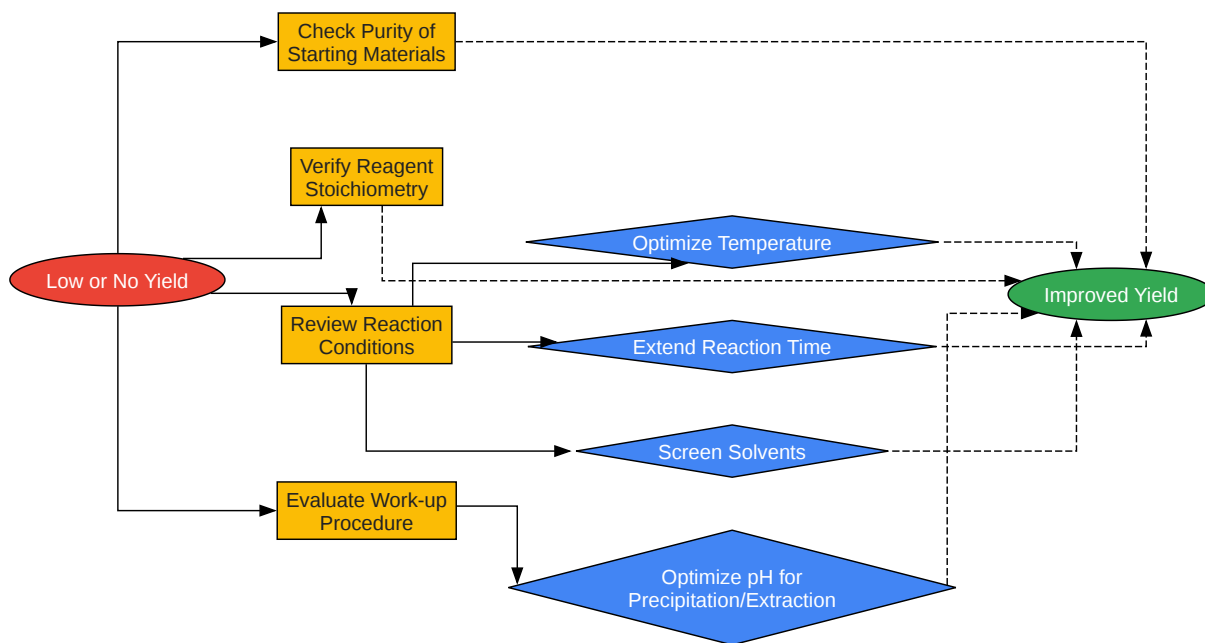 Check Purity of
Starting Materials
Verify Reagent
Stoichiometry
Optimize Temperature
Low or No Yield
Improved Yield
Review Reaction
Conditions
Extend Reaction Time
Screen Solvents
Evaluate Work-up
Procedure
Optimize pH for
Precipitation/Extraction